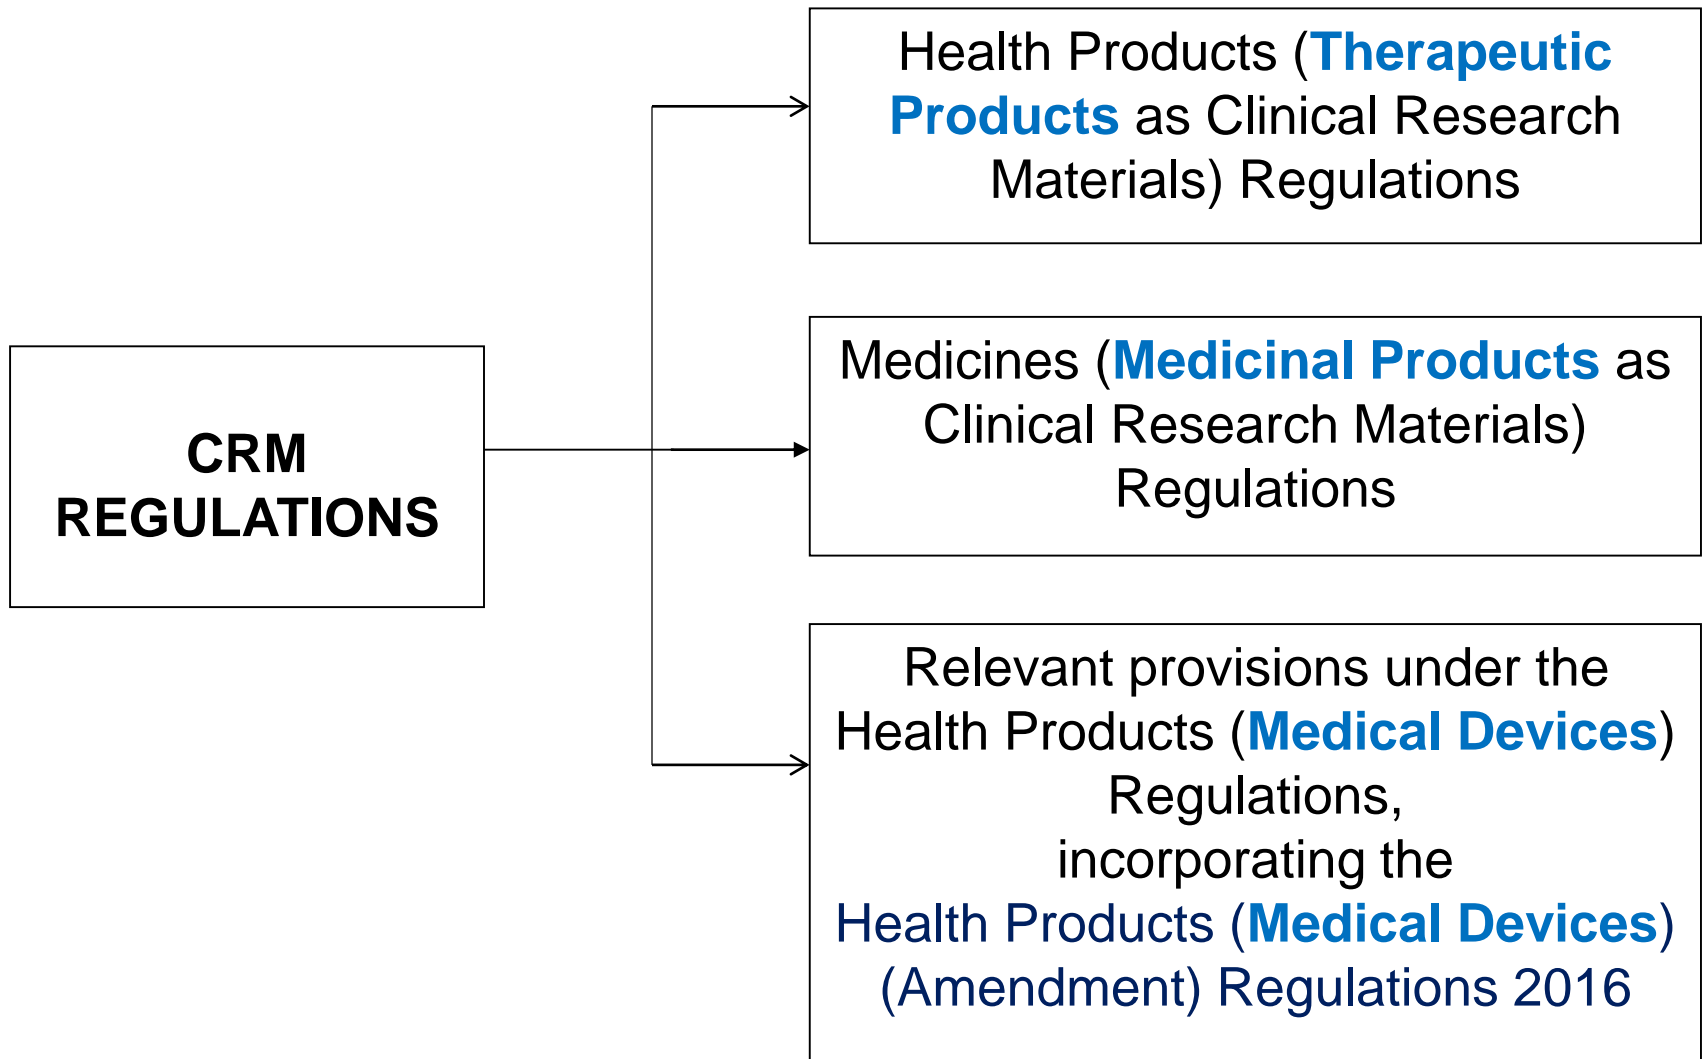 CRM
REGULATIONS
Health Products (Therapeutic
Products as Clinical Research
Materials) Regulations
Medicines (Medicinal Products as
Clinical Research Materials)
Regulations
Relevant provisions under the
Health Products (Medical Devices)
Regulations,
incorporating the
Health Products (Medical Devices)
(Amendment) Regulations 2016